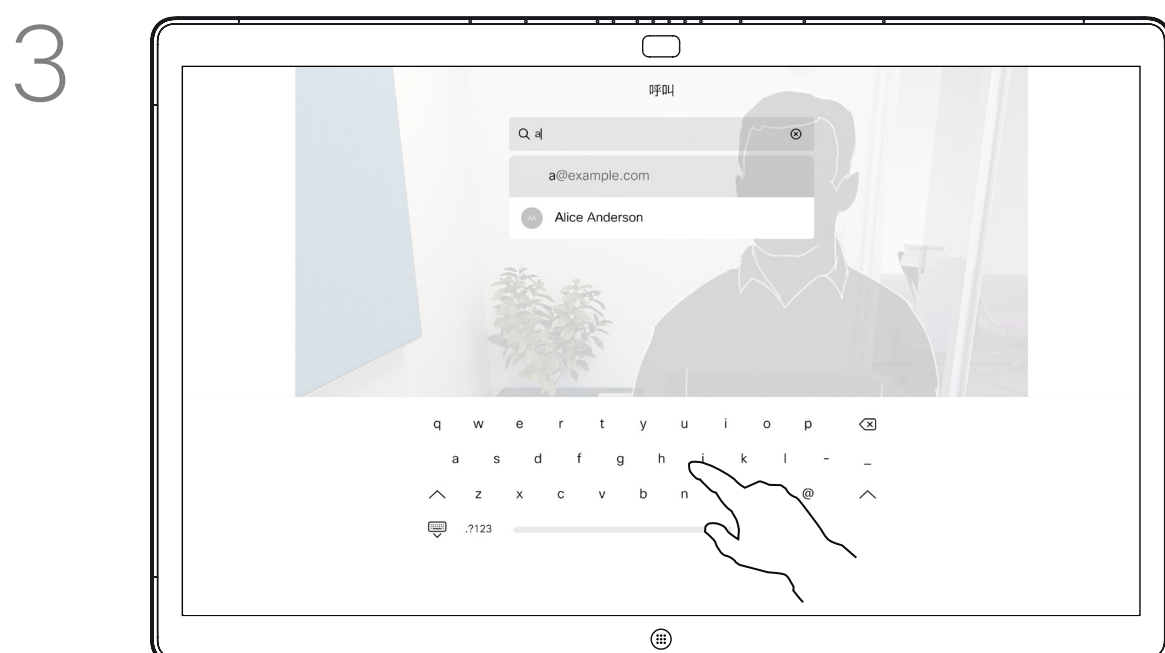 3
呼叫
a
a@example.com
AA Alice Anderson
q w e r t y u i o p
a s d f g h j k l - _
z x c v b n @
.?123